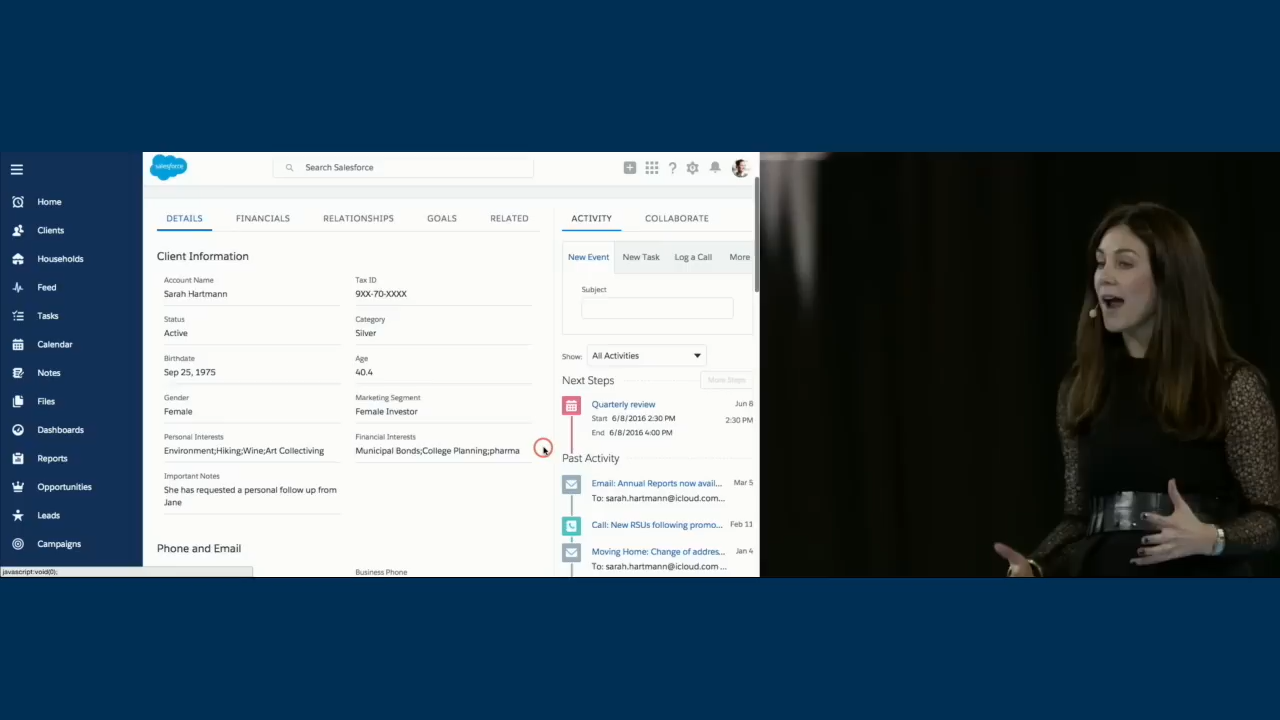 salesforce
Search Salesforce
Home
Clients
Households
Feed
Tasks
Calendar
Notes
Files
Dashboards
Reports
Opportunities
Leads
Campaigns
javascript:void(0);
DETAILS FINANCIALS RELATIONSHIPS GOALS RELATED
Client Information
Account Name
Sarah Hartmann
Tax ID
9XX-70-XXXX
Status
Active
Category
Silver
Birthdate
Sep 25, 1975
Age
40.4
Gender
Female
Marketing Segment
Female Investor
Personal Interests
Environment;Hiking;Wine;Art Collectiving
Financial Interests
Municipal Bonds;College Planning;pharma
Important Notes
She has requested a personal follow up from
Jane
Phone and Email
Business Phone
ACTIVITY COLLABORATE
New Event New Task Log a Call More
Subject
Show: All Activities
Next Steps More Steps
Quarterly review Jun 8
Start 6/8/2016 2:30 PM 2:30 PM
End 6/8/2016 4:00 PM
Past Activity
Email: Annual Reports now avail... Mar 5
To: sarah.hartmann@icloud.com...
Call: New RSUs following promo... Feb 11
Moving Home: Change of addres... Jan 4
To: sarah.hartmann@icloud.com ...